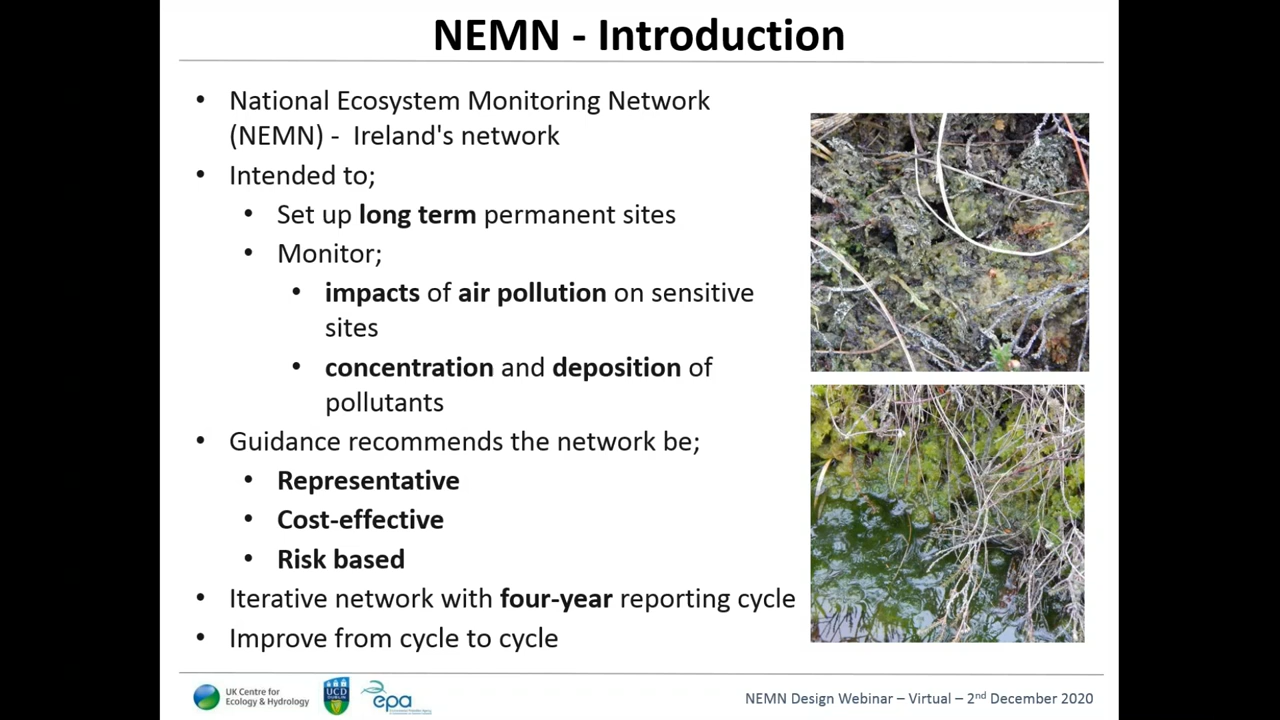 NEMN - Introduction
• National Ecosystem Monitoring Network
(NEMN) - Ireland's network
• Intended to;
• Set up long term permanent sites
• Monitor;
• impacts of air pollution on sensitive
sites
• concentration and deposition of
pollutants
• Guidance recommends the network be;
• Representative
• Cost-effective
• Risk based
• Iterative network with four-year reporting cycle
• Improve from cycle to cycle
UK Centre for
Ecology & Hydrology
UCD
DUBLIN
epa
NEMN Design Webinar – Virtual – 2nd December 2020